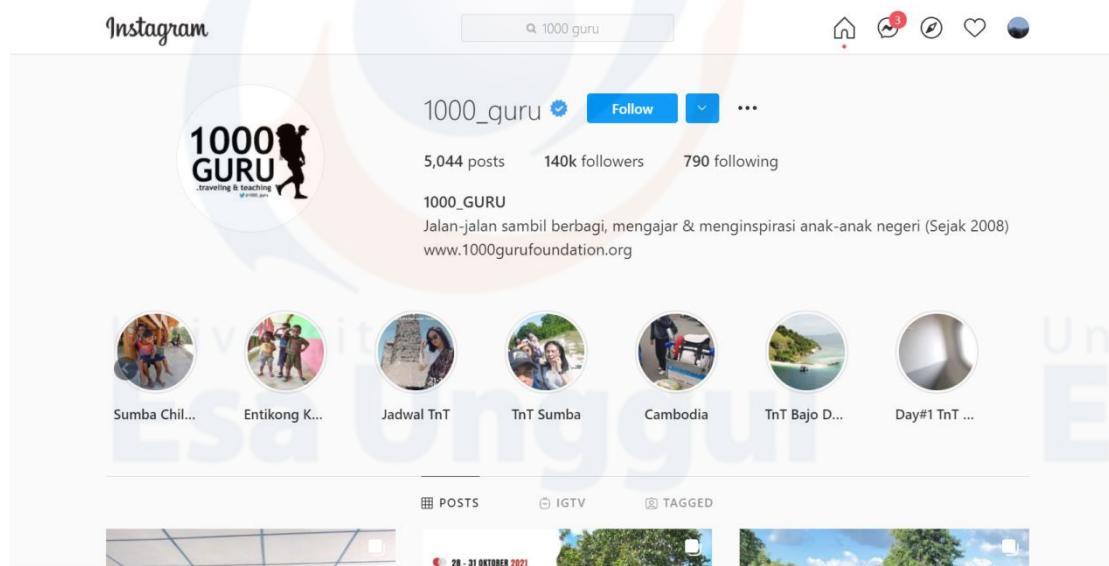 Instagram
1000 guru
3
1000
GURU
.traveling & teaching
1000_guru
Follow
5,044 posts 140k followers 790 following
1000_GURU
Jalan-jalan sambil berbagi, mengajar & menginspirasi anak-anak negeri (Sejak 2008)
www.1000gurufoundation.org
Sumba Chil... Entikong K... Jadwal TnT TnT Sumba Cambodia TnT Bajo D... Day#1 TnT ...
Esa Unggul
POSTS IGTV TAGGED
28 - 31 OKTOBER 2021